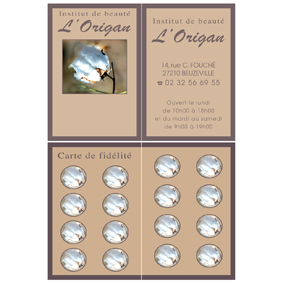 Institut de beauté
L'Origan
Institut de beauté
L'Origan
14, rue C. FOUCHÉ
27210 BEUZEVILLE
☎ 02 32 56 69 55
Ouvert le lundi
de 10h00 à 18h00
et du mardi au samedi
de 9h00 à 19h00.
Carte de fidélité